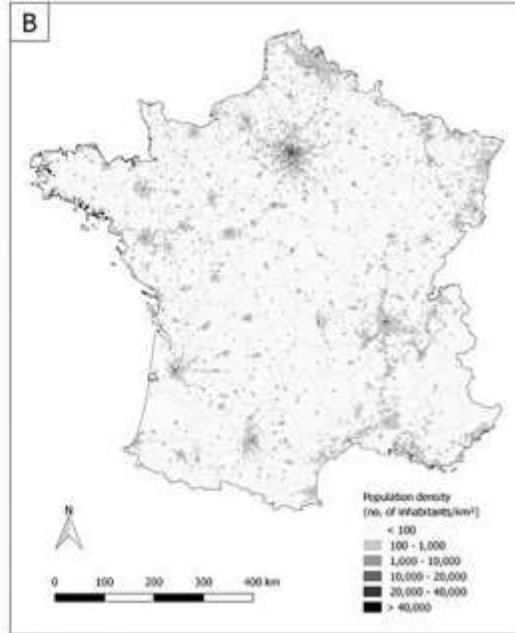 B
Population density
(no. of inhabitants/km²)
< 100
100 - 1,000
1,000 - 10,000
10,000 - 20,000
20,000 - 40,000
> 40,000
N
0 100 200 300 400 km